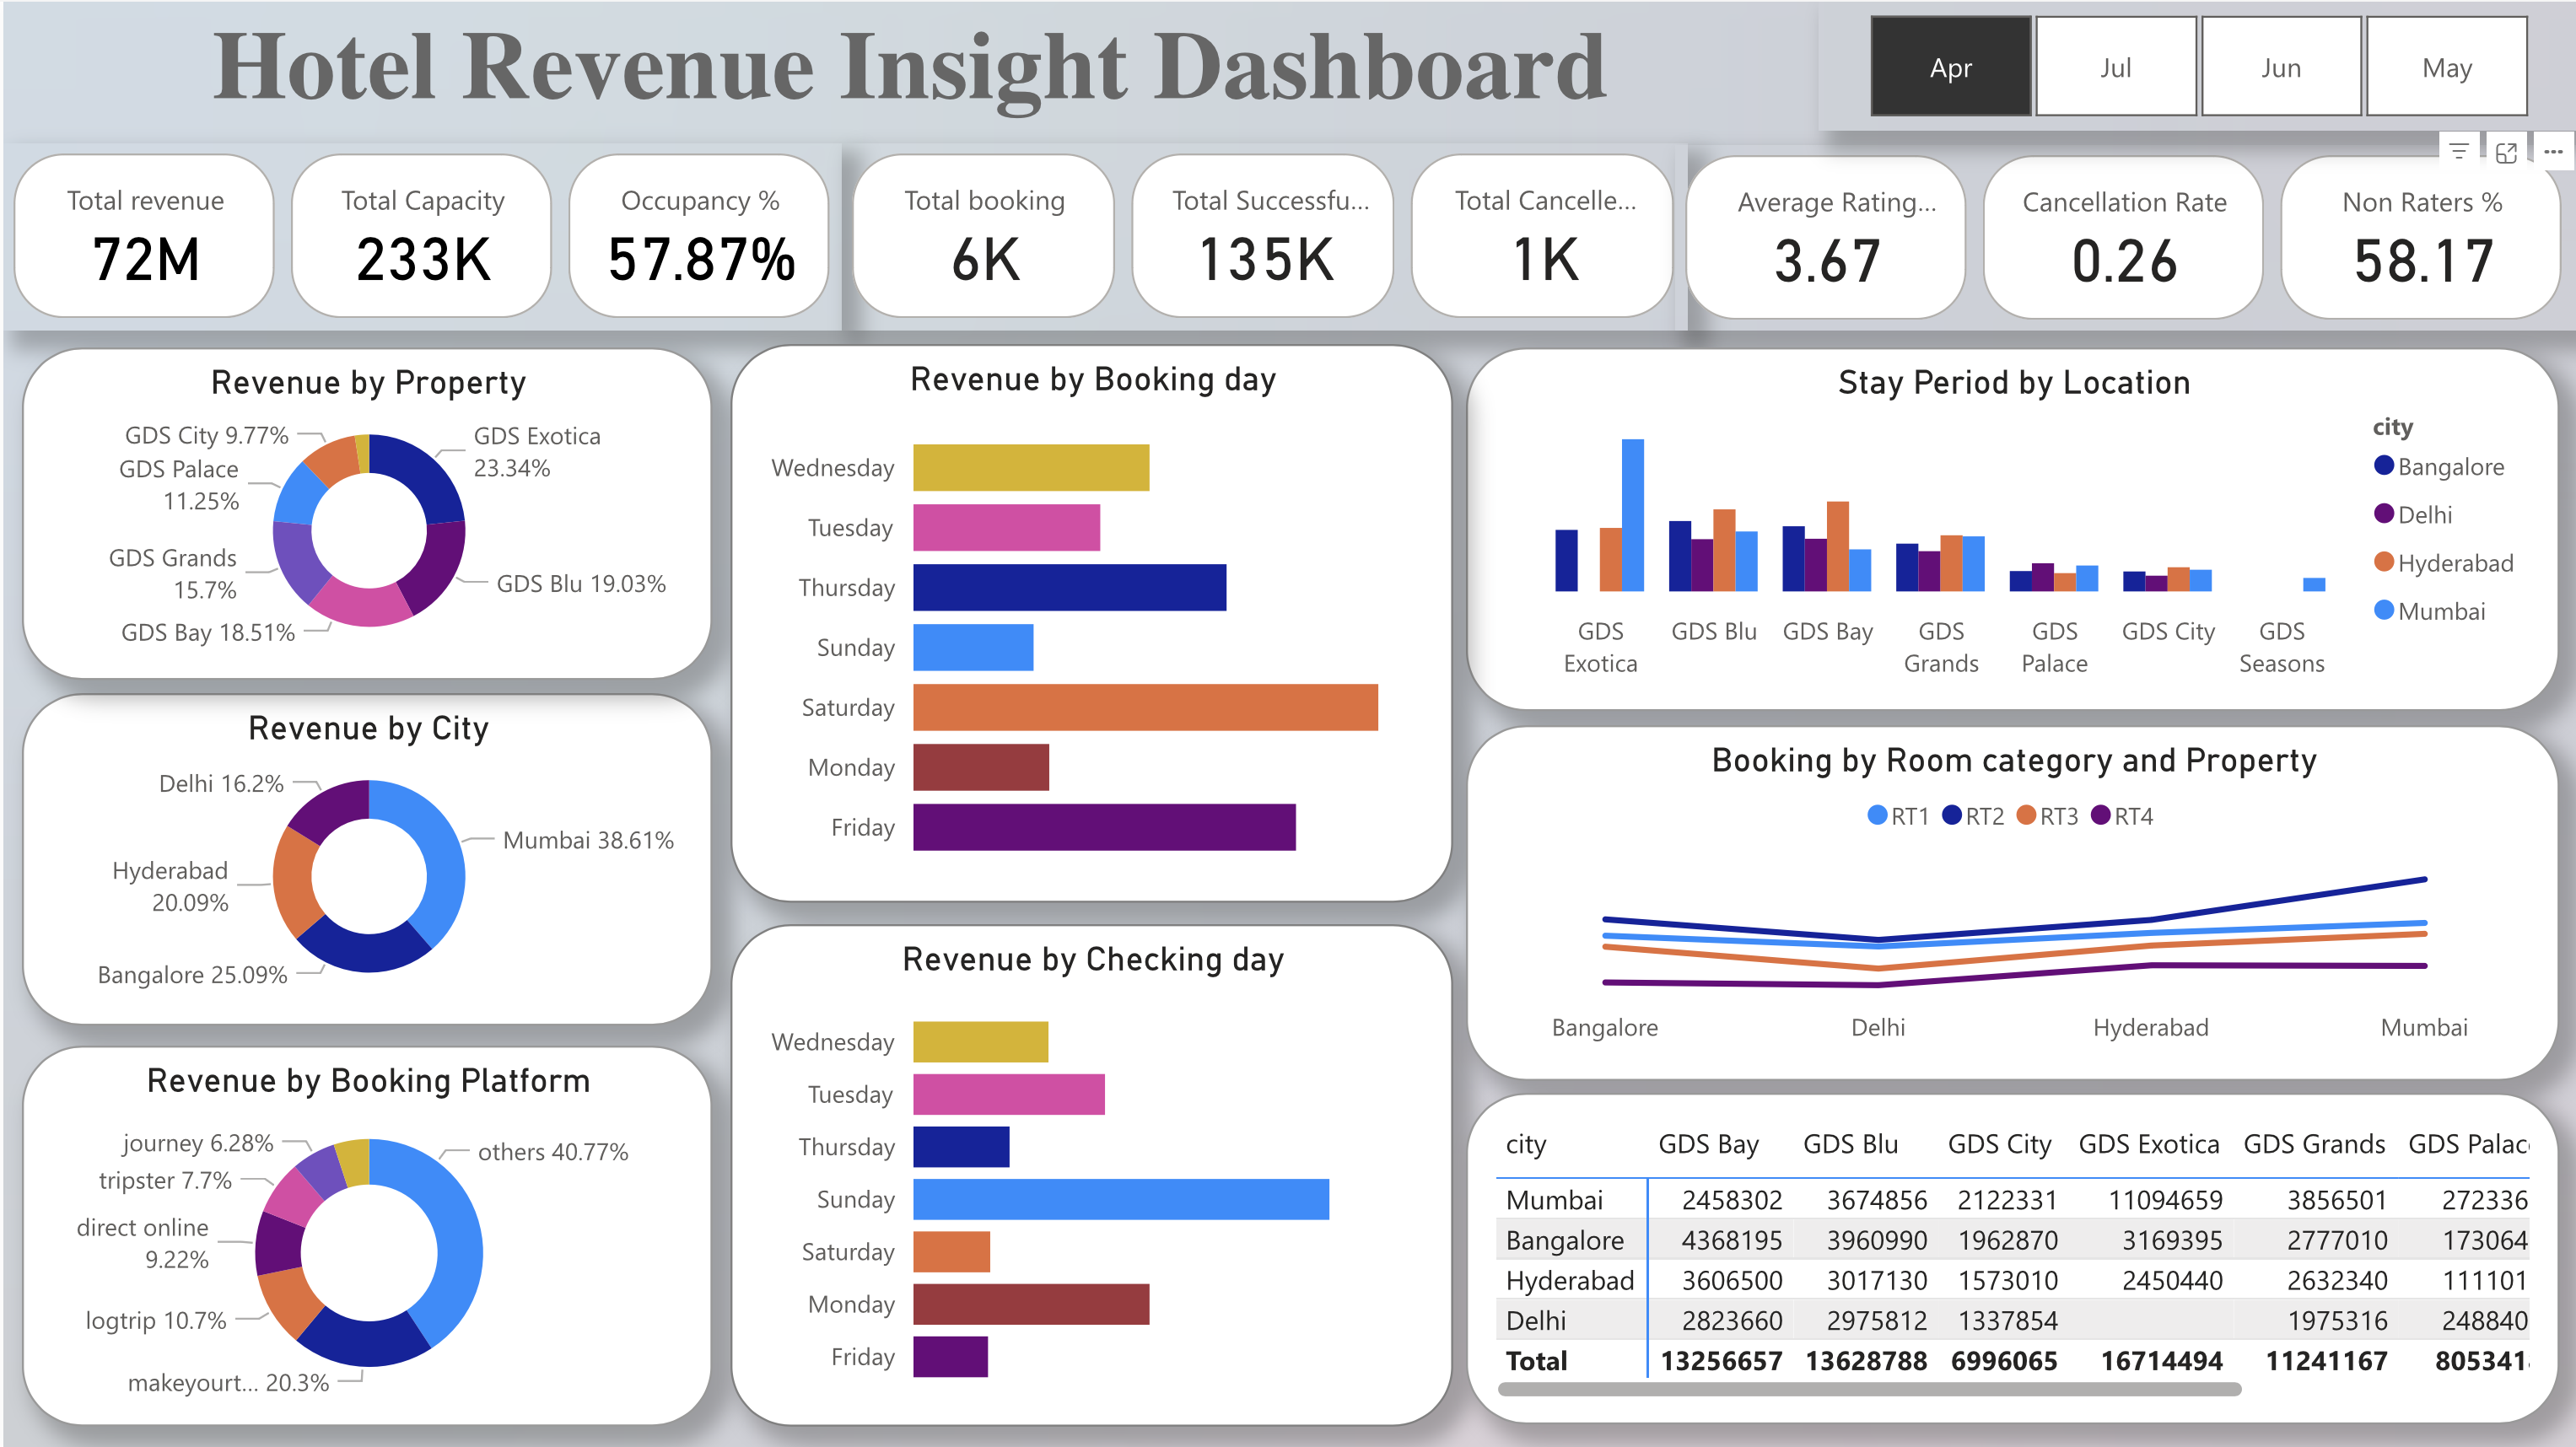 Hotel Revenue Insight Dashboard
Apr
Jul
Jun
May
Total revenue
72M
Total Capacity
233K
Occupancy %
57.87%
Total booking
6K
Total Successfu...
135K
Total Cancelle...
1K
Average Rating...
3.67
Cancellation Rate
0.26
Non Raters %
58.17
Revenue by Property
GDS City 9.77%
GDS Palace
11.25%
GDS Grands
15.7%
GDS Bay 18.51%
GDS Exotica
23.34%
GDS Blu 19.03%
Revenue by City
Delhi 16.2%
Hyderabad
20.09%
Bangalore 25.09%
Mumbai 38.61%
Revenue by Booking Platform
journey 6.28%
tripster 7.7%
direct online
9.22%
logtrip 10.7%
makeyourt... 20.3%
others 40.77%
Revenue by Booking day
Wednesday
Tuesday
Thursday
Sunday
Saturday
Monday
Friday
Revenue by Checking day
Wednesday
Tuesday
Thursday
Sunday
Saturday
Monday
Friday
Stay Period by Location
GDS
Exotica
GDS Blu
GDS Bay
GDS
Grands
GDS
Palace
GDS City
GDS
Seasons
city
Bangalore
Delhi
Hyderabad
Mumbai
Booking by Room category and Property
RT1 RT2 RT3 RT4
Bangalore Delhi Hyderabad Mumbai
city GDS Bay GDS Blu GDS City GDS Exotica GDS Grands GDS Palac
Mumbai 2458302 3674856 2122331 11094659 3856501 272336
Bangalore 4368195 3960990 1962870 3169395 2777010 173064
Hyderabad 3606500 3017130 1573010 2450440 2632340 111101
Delhi 2823660 2975812 1337854 1975316 248840
Total 13256657 13628788 6996065 16714494 11241167 805341